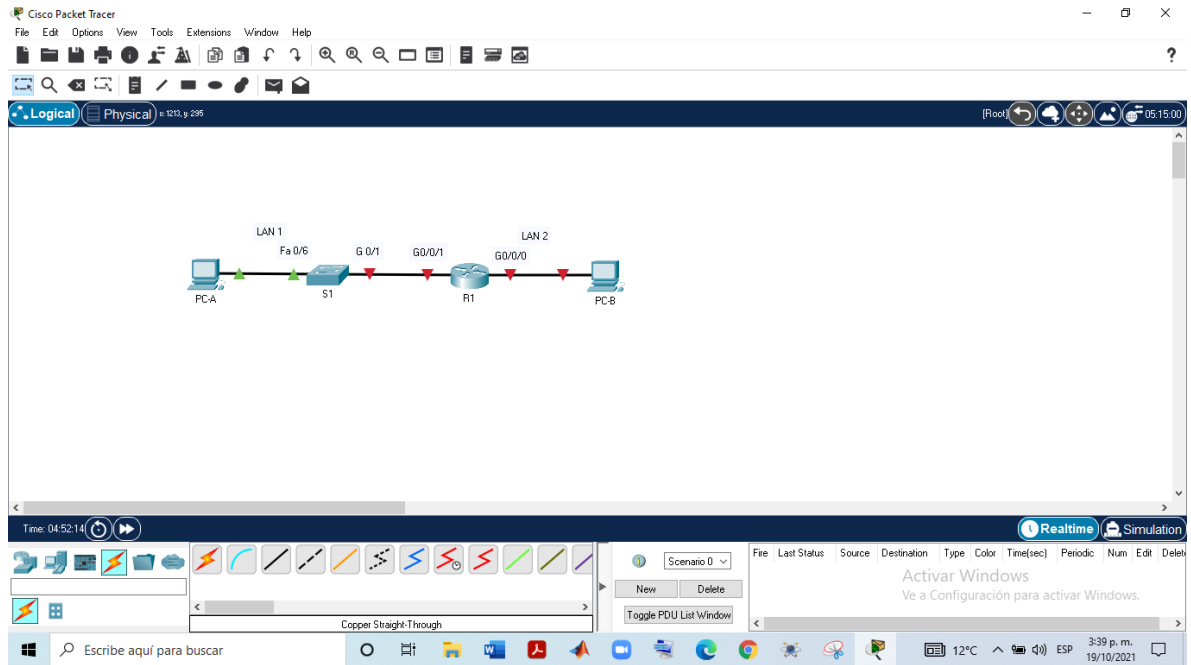 Cisco Packet Tracer
File Edit Options View Tools Extensions Window Help
?
Logical Physical x: 1213, y: 295 [Root] 05:15:00
LAN 1
LAN 2
Fa 0/6 G 0/1 G0/0/1 G0/0/0
PC-A S1 R1 PC-B
Time: 04:52:14 Realtime Simulation
Scenario 0
Fire Last Status Source Destination Type Color Time(sec) Periodic Num Edit Delet
New Delete
Toggle PDU List Window
Activar Windows
Ve a Configuración para activar Windows.
Copper Straight-Through
Escribe aquí para buscar
12°C ESP 3:39 p. m.
19/10/2021